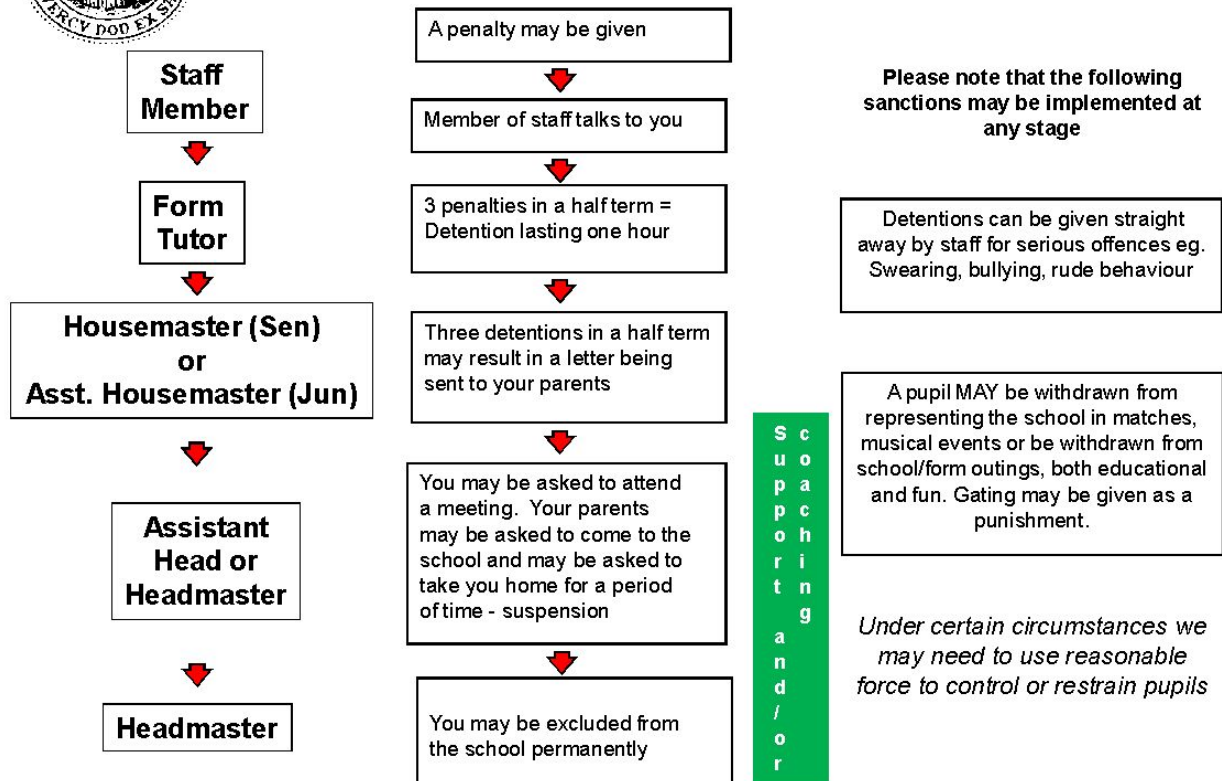 ERCY DOD EX
Staff
Member
Form
Tutor
Housemaster (Sen)
or
Asst. Housemaster (Jun)
Assistant
Head or
Headmaster
Headmaster
A penalty may be given
Member of staff talks to you
3 penalties in a half term =
Detention lasting one hour
Three detentions in a half term
may result in a letter being
sent to your parents
You may be asked to attend
a meeting. Your parents
may be asked to come to the
school and may be asked to
take you home for a period
of time - suspension
You may be excluded from
the school permanently
Support and/or
coaching
Please note that the following
sanctions may be implemented at
any stage
Detentions can be given straight
away by staff for serious offences eg.
Swearing, bullying, rude behaviour
A pupil MAY be withdrawn from
representing the school in matches,
musical events or be withdrawn from
school/form outings, both educational
and fun. Gating may be given as a
punishment.
Under certain circumstances we
may need to use reasonable
force to control or restrain pupils